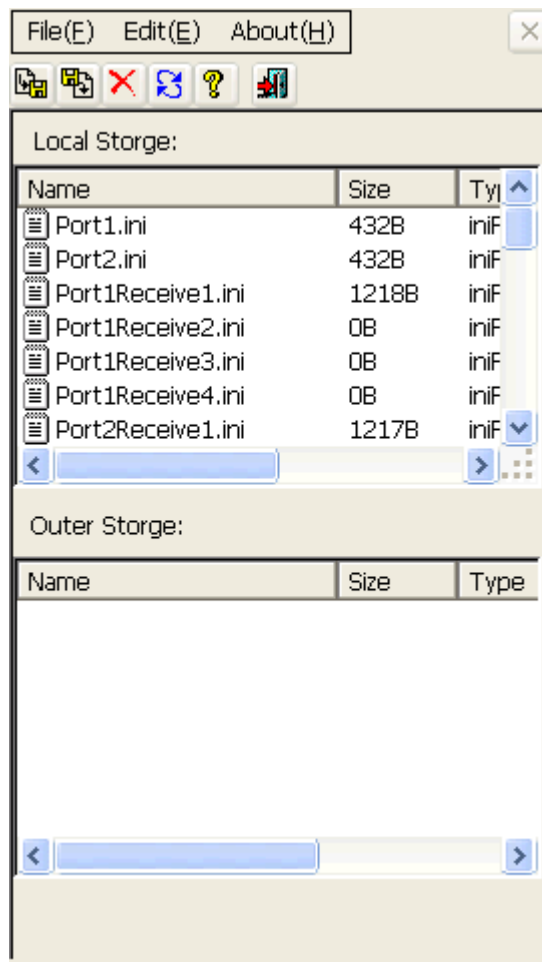 File(F) Edit(E) About(H)
Local Storge:
Name Size
Port1.ini 432B iniF
Port2.ini 432B iniF
Port1Receive1.ini 1218B iniF
Port1Receive2.ini 0B iniF
Port1Receive3.ini 0B iniF
Port1Receive4.ini 0B iniF
Port2Receive1.ini 1217B iniF
Outer Storge:
Name Size Type